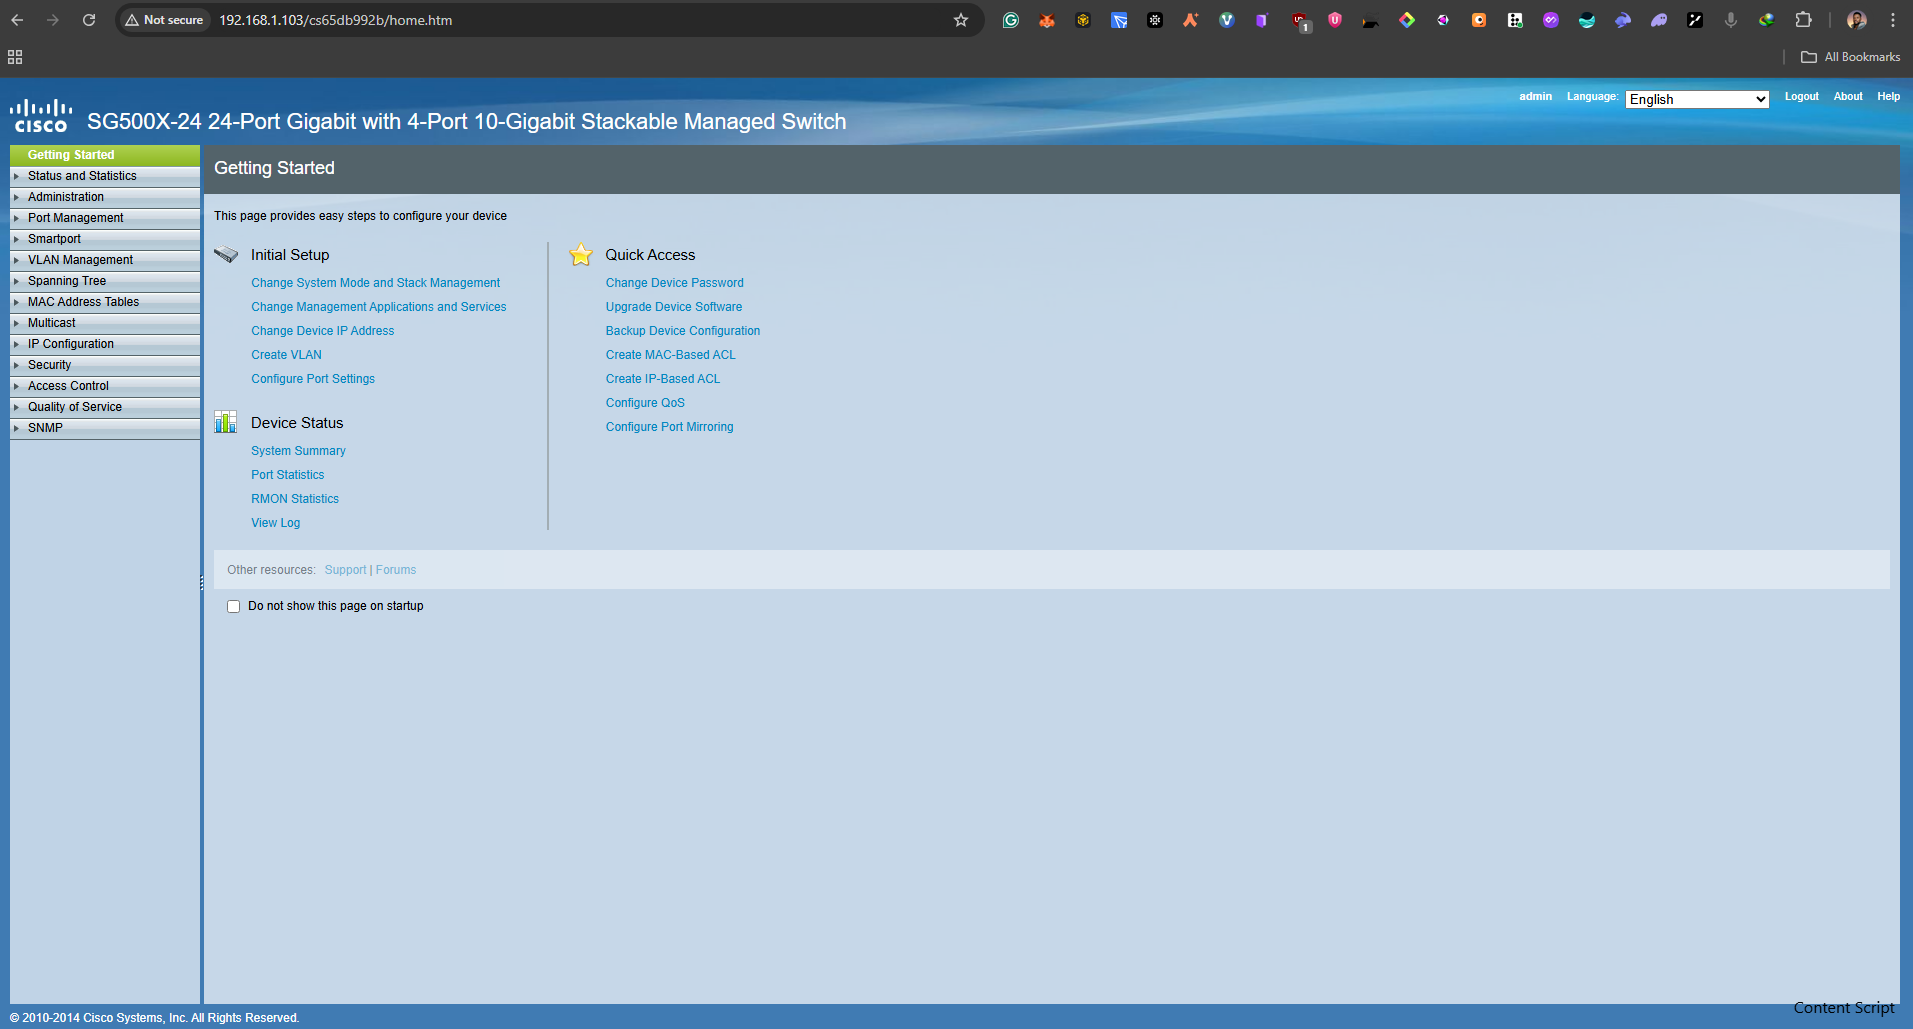 Not secure
192.168.1.103/cs65db992b/home.htm
1
All Bookmarks
admin Language: English Logout About Help
CISCO SG500X-24 24-Port Gigabit with 4-Port 10-Gigabit Stackable Managed Switch
Getting Started
Status and Statistics
Administration
Port Management
Smartport
VLAN Management
Spanning Tree
MAC Address Tables
Multicast
IP Configuration
Security
Access Control
Quality of Service
SNMP
Getting Started
This page provides easy steps to configure your device
Initial Setup
Change System Mode and Stack Management
Change Management Applications and Services
Change Device IP Address
Create VLAN
Configure Port Settings
Device Status
System Summary
Port Statistics
RMON Statistics
View Log
Quick Access
Change Device Password
Upgrade Device Software
Backup Device Configuration
Create MAC-Based ACL
Create IP-Based ACL
Configure QoS
Configure Port Mirroring
Other resources: Support | Forums
Do not show this page on startup
Content Script
© 2010-2014 Cisco Systems, Inc. All Rights Reserved.